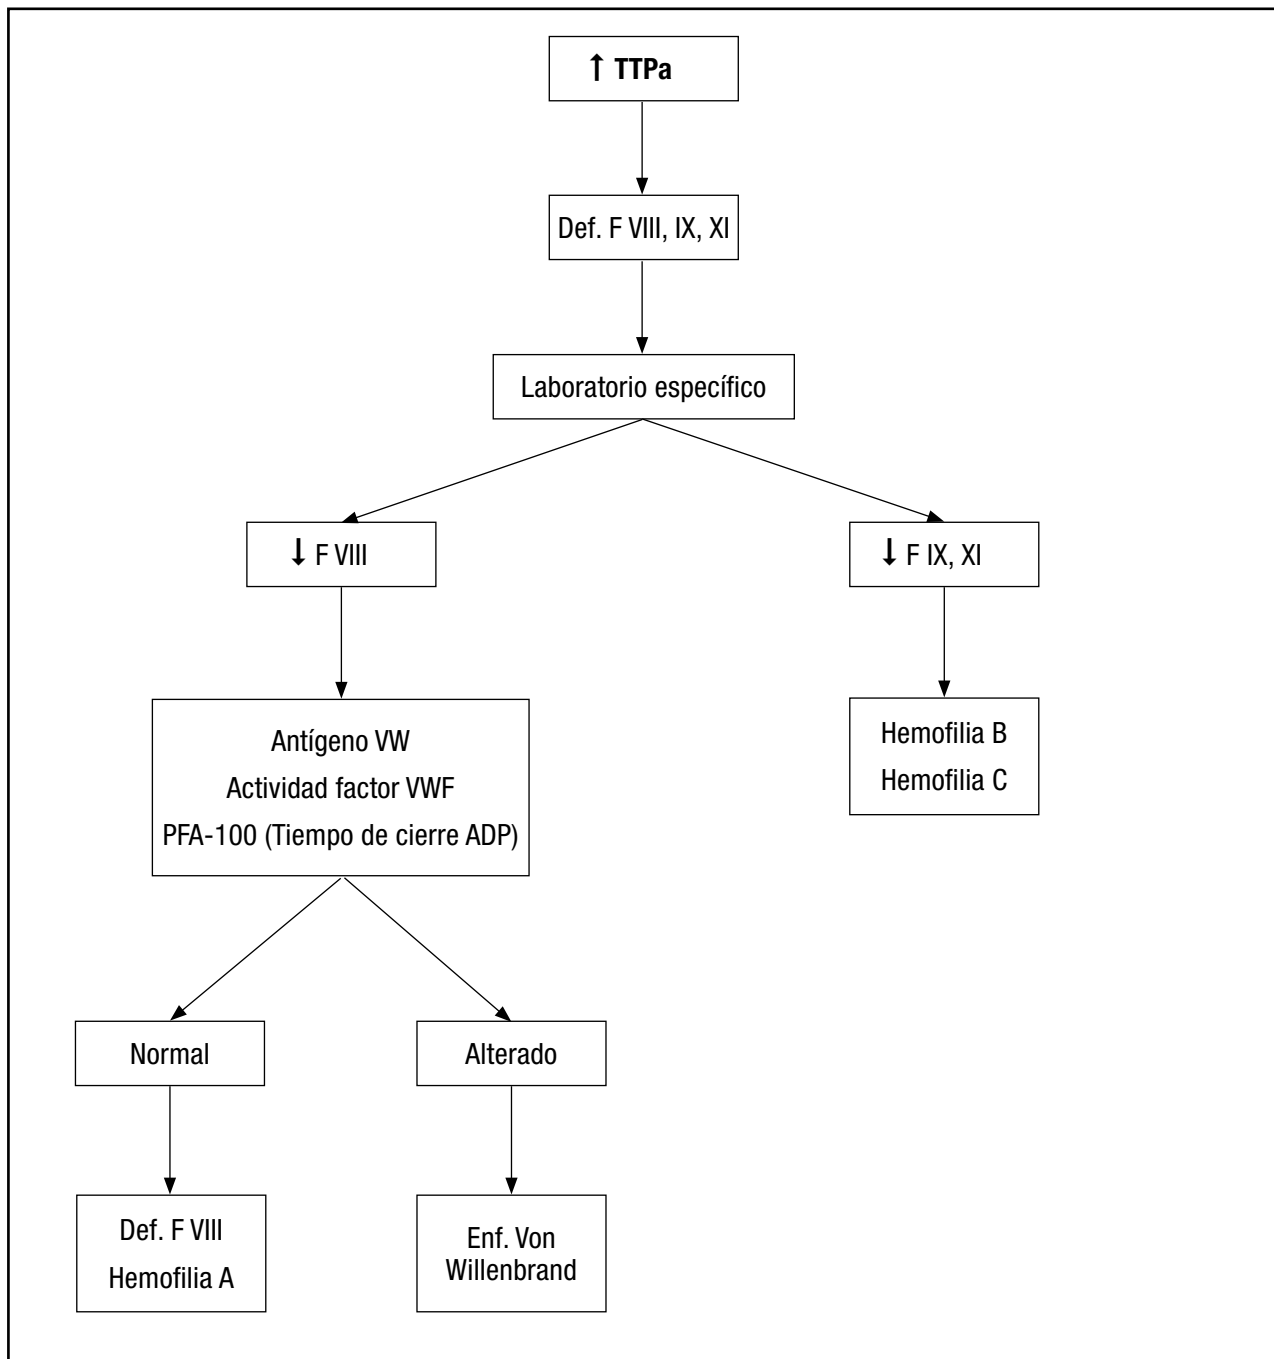 ↑ TTPa
Def. F VIII, IX, XI
Laboratorio específico
↓ F VIII
↓ F IX, XI
Antígeno VW
Actividad factor VWF
PFA-100 (Tiempo de cierre ADP)
Hemofilia B
Hemofilia C
Normal
Alterado
Def. F VIII
Hemofilia A
Enf. Von
Willenbrand